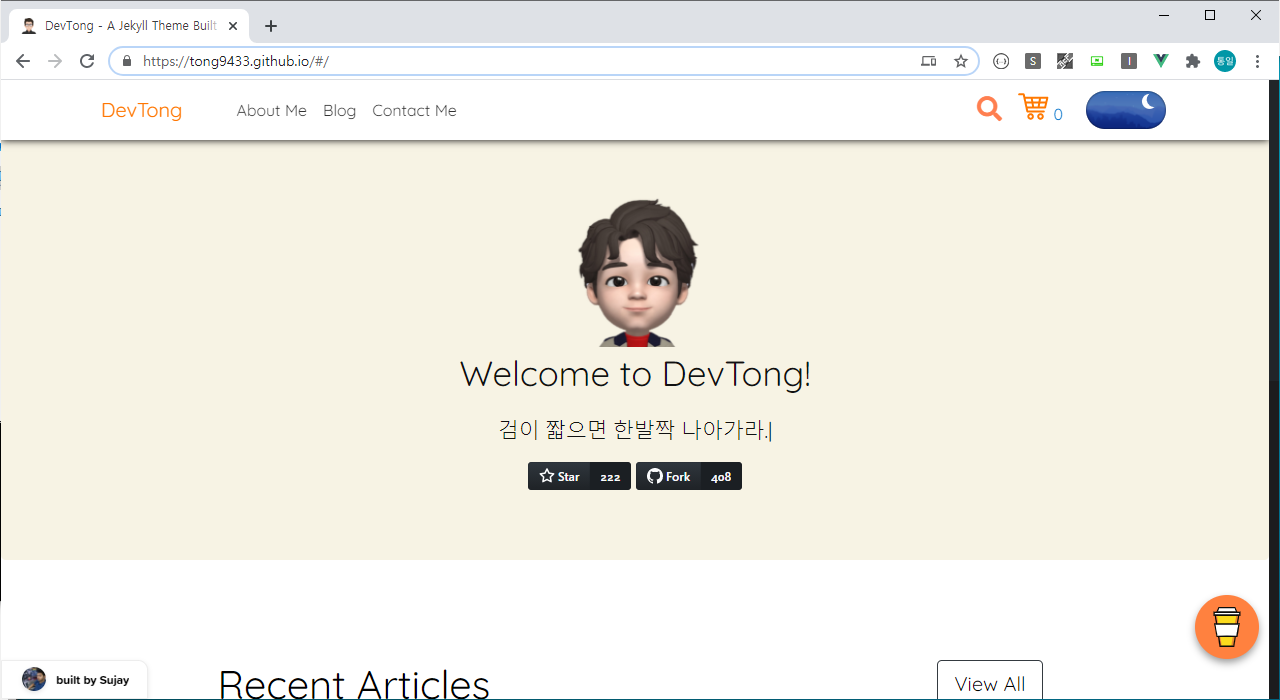 DevTong - A Jekyll Theme Built
https://tong9433.github.io/#/
S
I
통일
DevTong
About Me
Blog
Contact Me
0
Welcome to DevTong!
검이 짧으면 한발짝 나아가라.
Star 222
Fork 408
Recent Articles
View All
built by Sujay